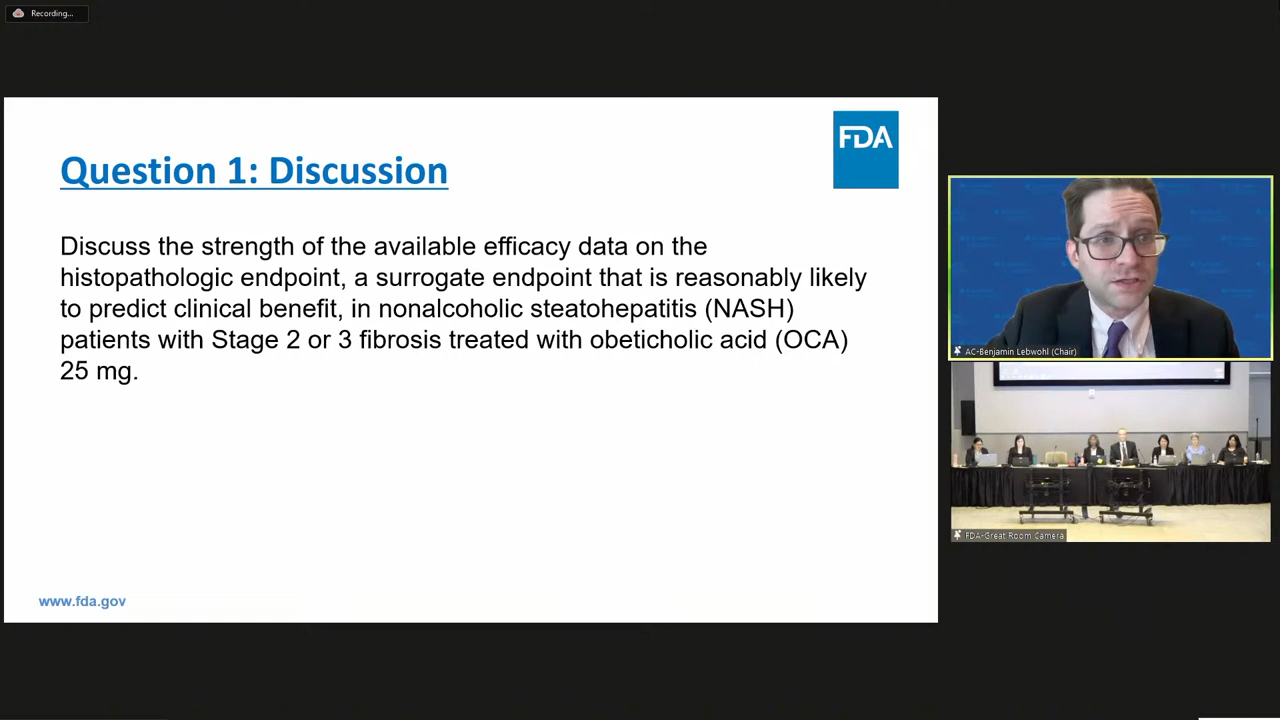 Recording...
FDA
Question 1: Discussion
Discuss the strength of the available efficacy data on the
histopathologic endpoint, a surrogate endpoint that is reasonably likely
to predict clinical benefit, in nonalcoholic steatohepatitis (NASH)
patients with Stage 2 or 3 fibrosis treated with obeticholic acid (OCA)
25 mg.
www.fda.gov
AC-Benjamin Lebwohl (Chair)
FDA-Great Room Camera